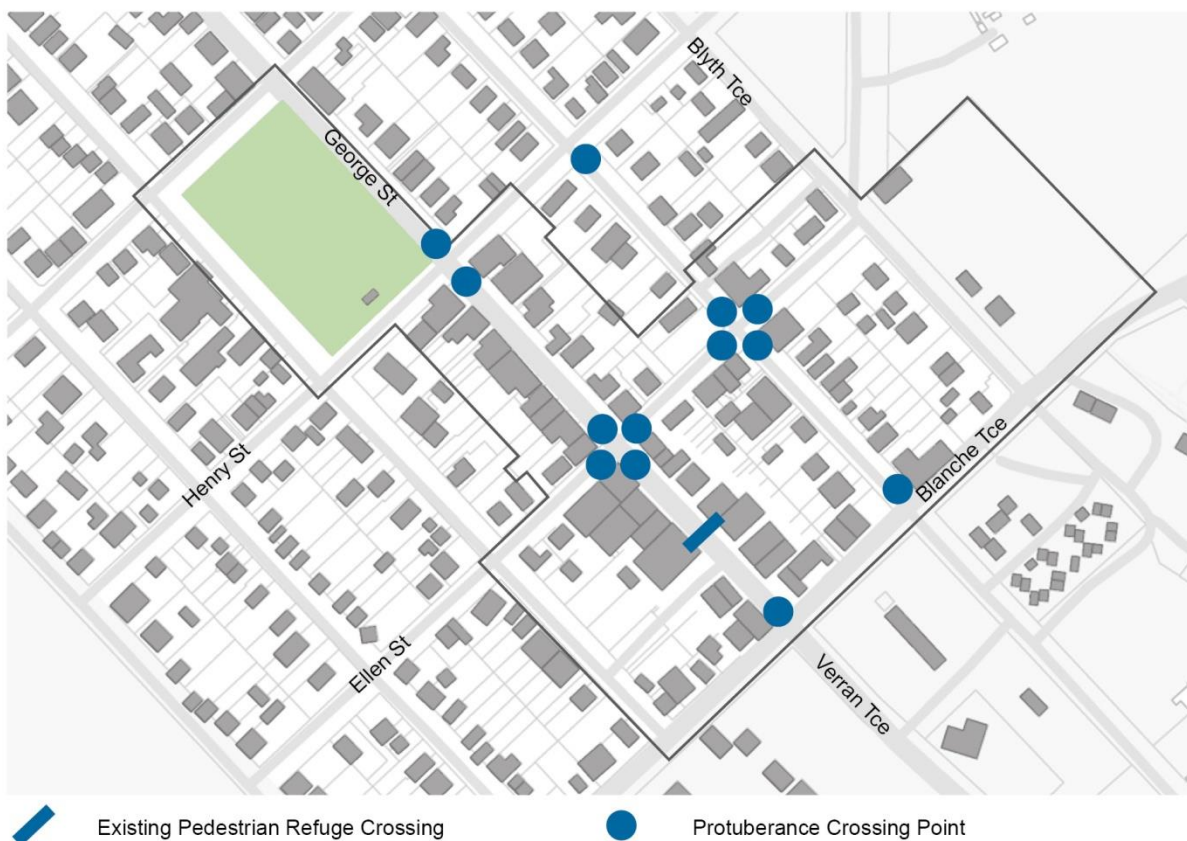 Blyth Tce
George St
Henry St
Blanche Tce
Ellen St
Verran Tce
Existing Pedestrian Refuge Crossing
Protuberance Crossing Point